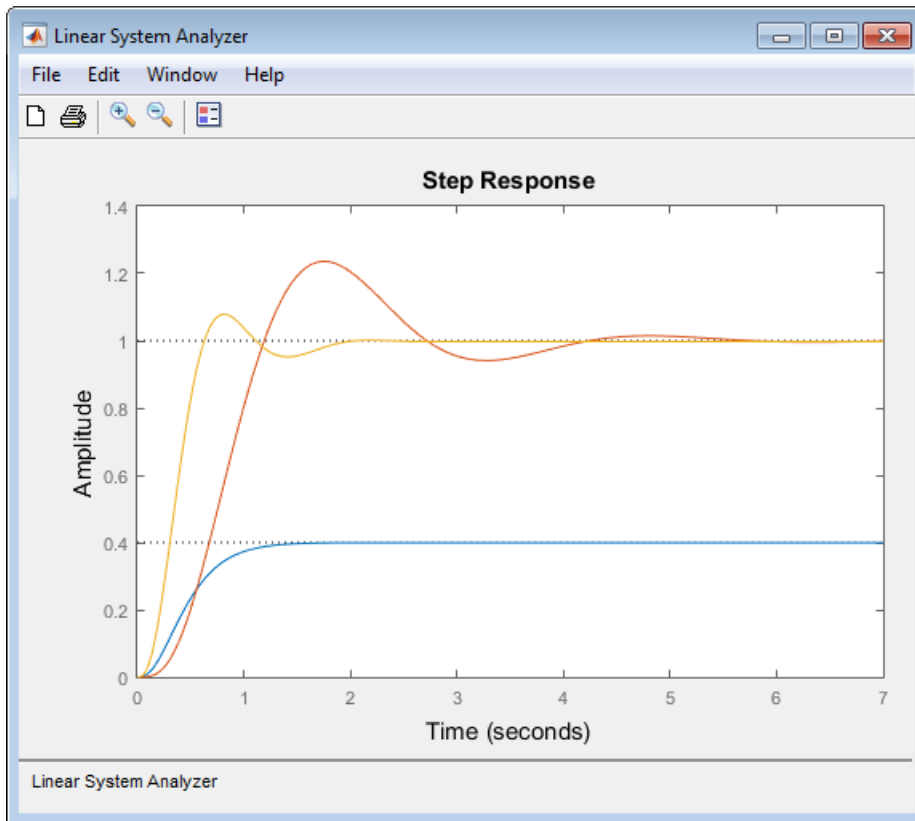 Linear System Analyzer
File Edit Window Help
Step Response
1.4
1.2
1
0.8
0.6
0.4
0.2
0
Amplitude
0 1 2 3 4 5 6 7
Time (seconds)
Linear System Analyzer